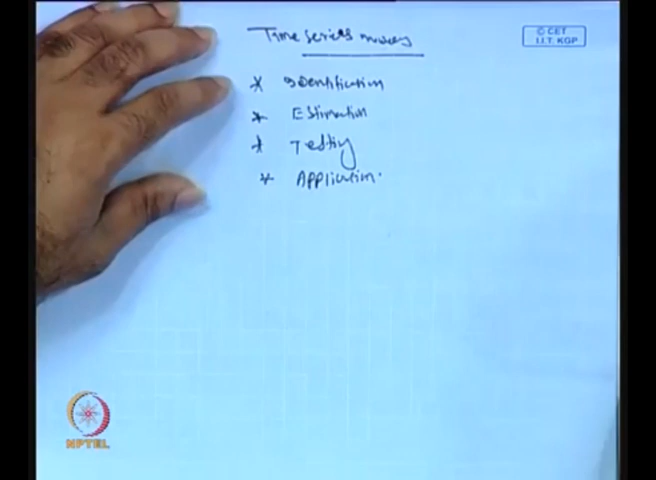 Time series models
© CET
I.I.T. KGP
* Identification
* Estimation
* Testing
* Application.
NPTEL